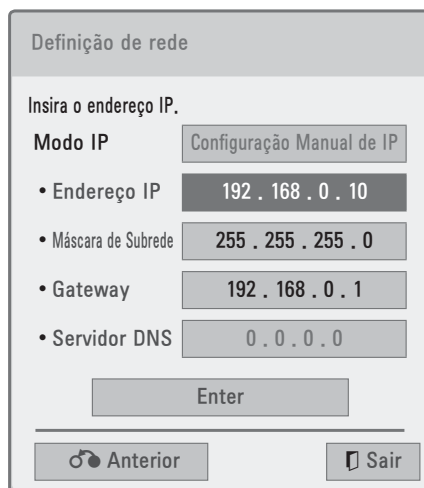 Definição de rede
Insira o endereço IP.
Modo IP Configuração Manual de IP
• Endereço IP 192 . 168 . 0 . 10
• Máscara de Subrede 255 . 255 . 255 . 0
• Gateway 192 . 168 . 0 . 1
• Servidor DNS 0 . 0 . 0 . 0
Enter
Anterior Sair